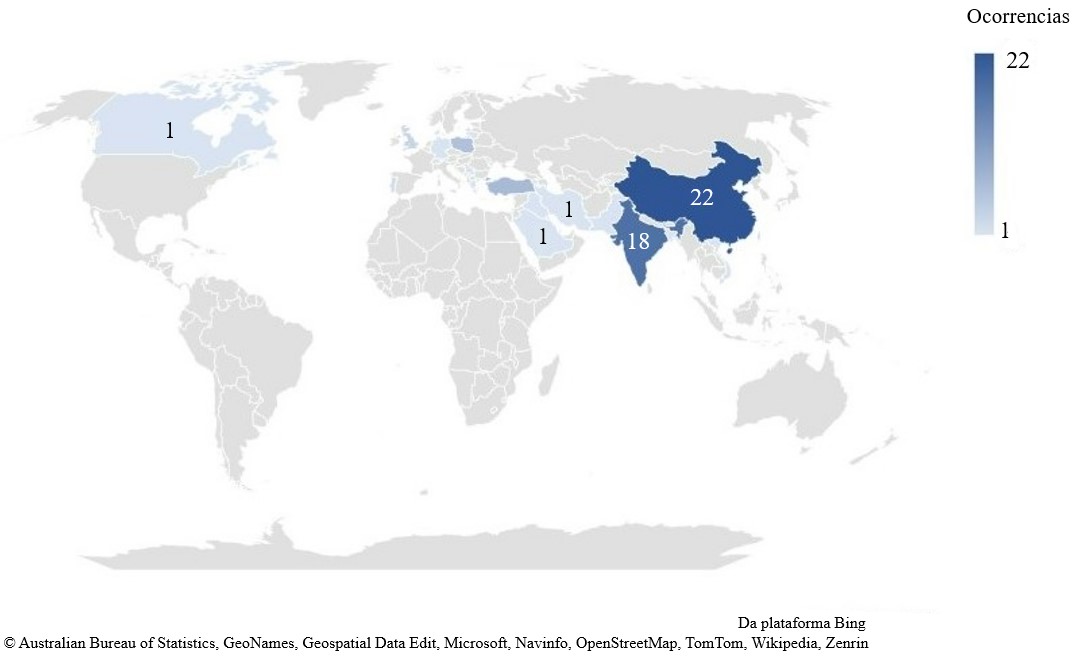 Ocorrencias
22
1
1
22
1
18
1
Da plataforma Bing
© Australian Bureau of Statistics, GeoNames, Geospatial Data Edit, Microsoft, Navinfo, OpenStreetMap, TomTom, Wikipedia, Zenrin